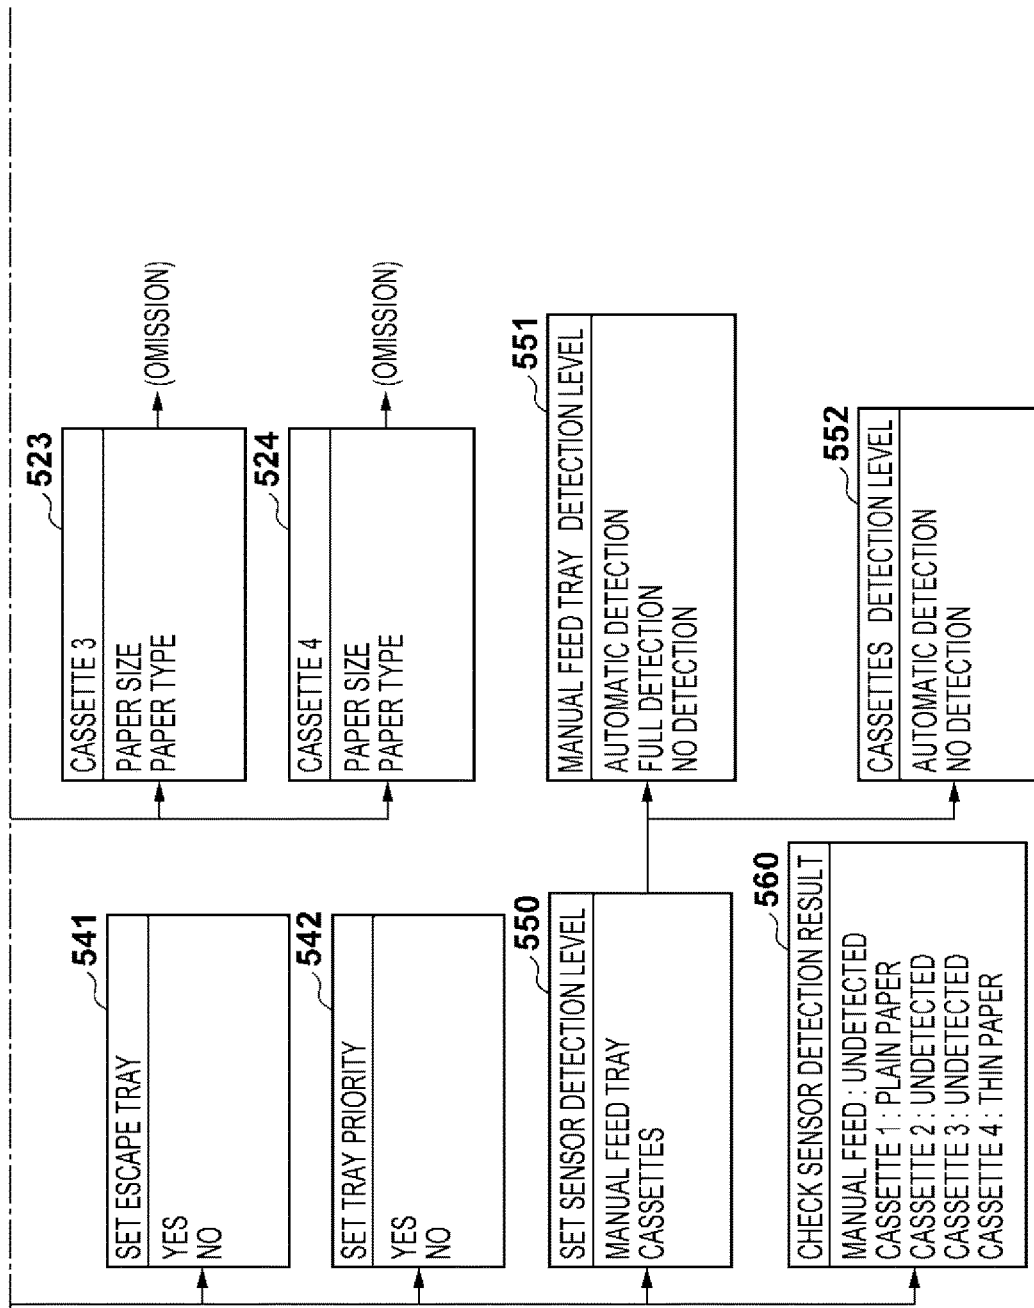 541
SET ESCAPE TRAY
YES
NO
542
SET TRAY PRIORITY
YES
NO
550
SET SENSOR DETECTION LEVEL
MANUAL FEED TRAY
CASSETTES
560
CHECK SENSOR DETECTION RESULT
MANUAL FEED : UNDETECTED
CASSETTE 1 : PLAIN PAPER
CASSETTE 2 : UNDETECTED
CASSETTE 3 : UNDETECTED
CASSETTE 4 : THIN PAPER
523
CASSETTE 3
PAPER SIZE
PAPER TYPE
(OMISSION)
524
CASSETTE 4
PAPER SIZE
PAPER TYPE
(OMISSION)
551
MANUAL FEED TRAY DETECTION LEVEL
AUTOMATIC DETECTION
FULL DETECTION
NO DETECTION
552
CASSETTES DETECTION LEVEL
AUTOMATIC DETECTION
NO DETECTION